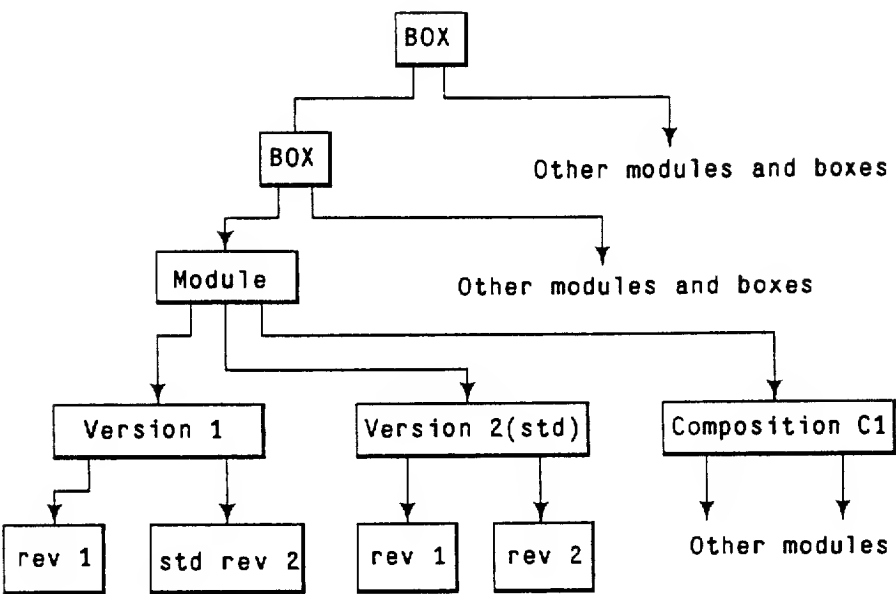 BOX
BOX
Other modules and boxes
Module
Other modules and boxes
Version 1
Version 2(std)
Composition C1
rev 1
std rev 2
rev 1
rev 2
Other modules